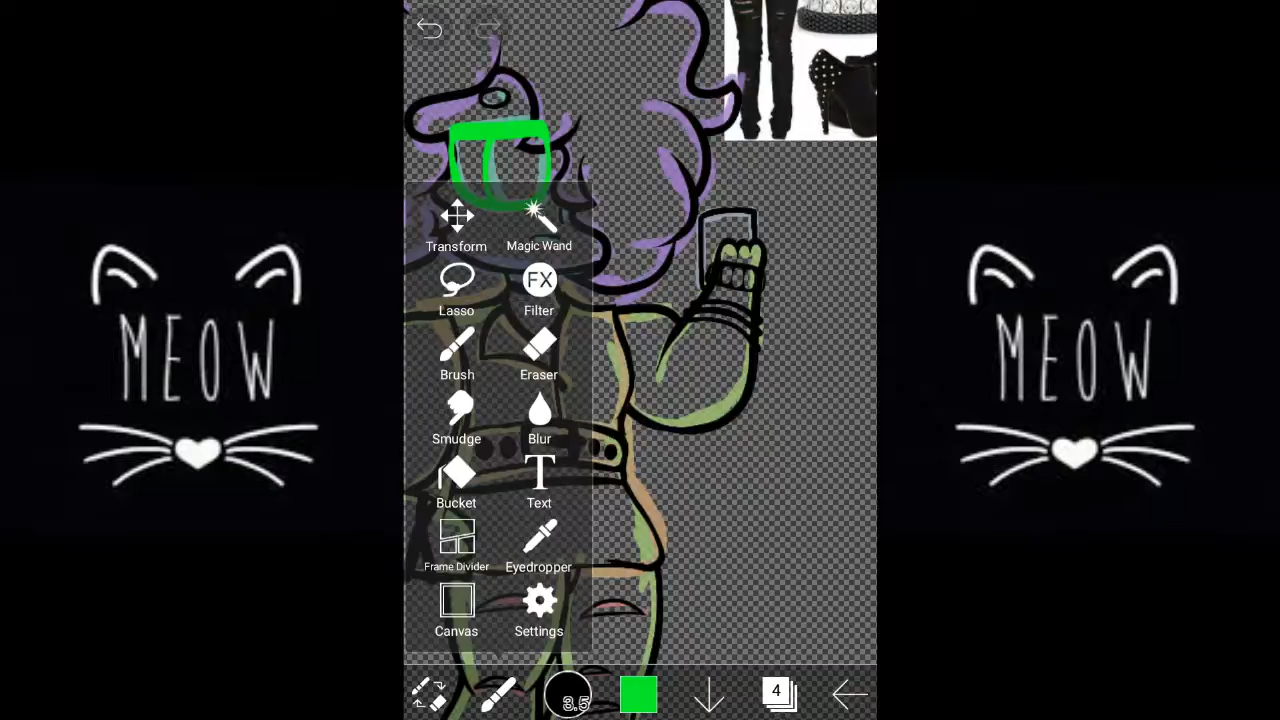 MEOW
Transform
Magic Wand
Lasso
FX
Filter
Brush
Eraser
Smudge
Blur
Bucket
T
Text
Frame Divider
Eyedropper
Canvas
Settings
3.5
4
MEOW